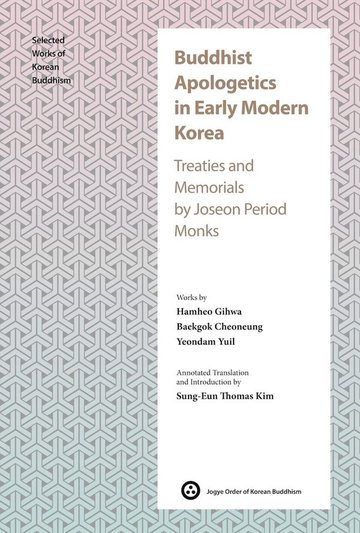 Selected
Works of
Korean
Buddhism
Buddhist
Apologetics
in Early Modern
Korea
Treaties and
Memorials
by Joseon Period
Monks
Works by
Hamheo Gihwa
Baekgok Cheoneung
Yeondam Yuil
Annotated Translation
and Introduction by
Sung-Eun Thomas Kim
Jogye Order of Korean Buddhism